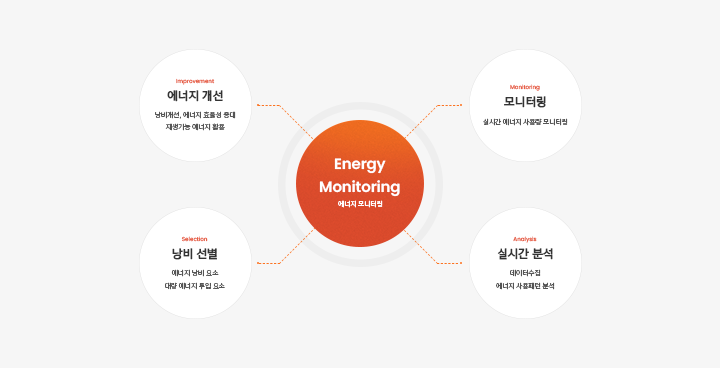 Improvement
에너지 개선
낭비개선, 에너지 효율성 증대
재생가능 에너지 활용
Monitoring
모니터링
실시간 에너지 사용량 모니터링
Energy
Monitoring
에너지 모니터링
Selection
낭비 선별
에너지 낭비 요소
대량 에너지 투입 요소
Analysis
실시간 분석
데이터수집
에너지 사용패턴 분석